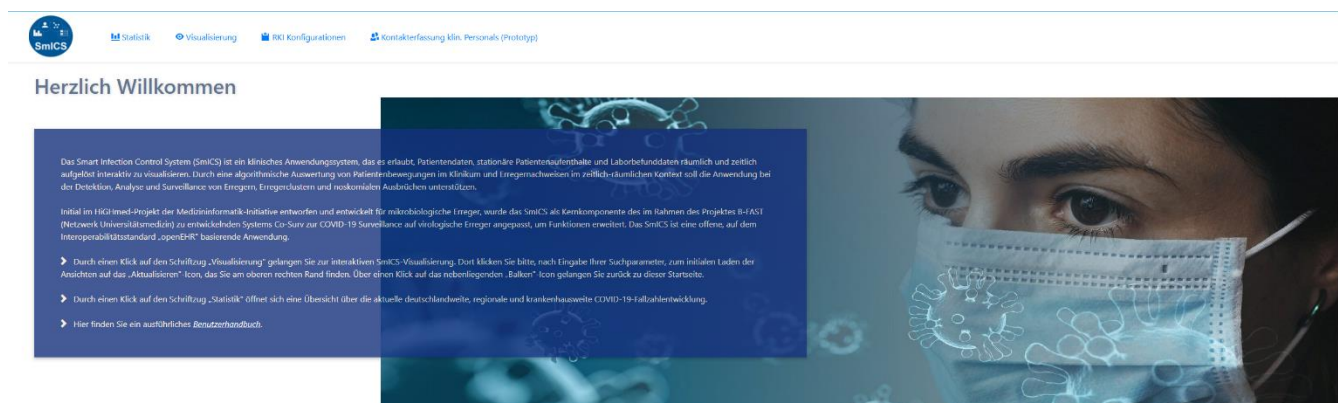 SmICS
Statistik
Visualisierung
RKI Konfigurationen
Kontakterfassung klin. Personals (Prototyp)
Herzlich Willkommen
Das Smart Infection Control System (SmICS) ist ein klinisches Anwendungssystem, das es erlaubt, Patientendaten, stationäre Patientenaufenthalte und Laborbefunddaten räumlich und zeitlich
aufgelöst interaktiv zu visualisieren. Durch eine algorithmische Auswertung von Patientenbewegungen im Klinikum und Erregernachweisen im zeitlich-räumlichen Kontext soll die Anwendung bei
der Detektion, Analyse und Surveillance von Erregern, Erregerclustern und noskomialen Ausbrüchen unterstützen.
Initial im HiGHmed-Projekt der Medizininformatik-Initiative entworfen und entwickelt für mikrobiologische Erreger, wurde das SmICS als Kernkomponente des im Rahmen des Projektes B-FAST
(Netzwerk Universitätsmedizin) zu entwickelnden Systems Co-Surv zur COVID-19 Surveillance auf virologische Erreger angepasst, um Funktionen erweitert. Das SmICS ist eine offene, auf dem
Interoperabilitätsstandard „openEHR" basierende Anwendung.
Durch einen Klick auf den Schriftzug „Visualisierung" gelangen Sie zur interaktiven SmICS-Visualisierung. Dort klicken Sie bitte, nach Eingabe Ihrer Suchparameter, zum initialen Laden der
Ansichten auf das „Aktualisieren"-Icon, das Sie am oberen rechten Rand finden. Über einen Klick auf das nebenliegenden „Balken"-Icon gelangen Sie zurück zu dieser Startseite.
Durch einen Klick auf den Schriftzug „Statistik" öffnet sich eine Übersicht über die aktuelle deutschlandweite, regionale und krankenhausweite COVID-19-Fallzahlentwicklung.
Hier finden Sie ein ausführliches Benutzerhandbuch.